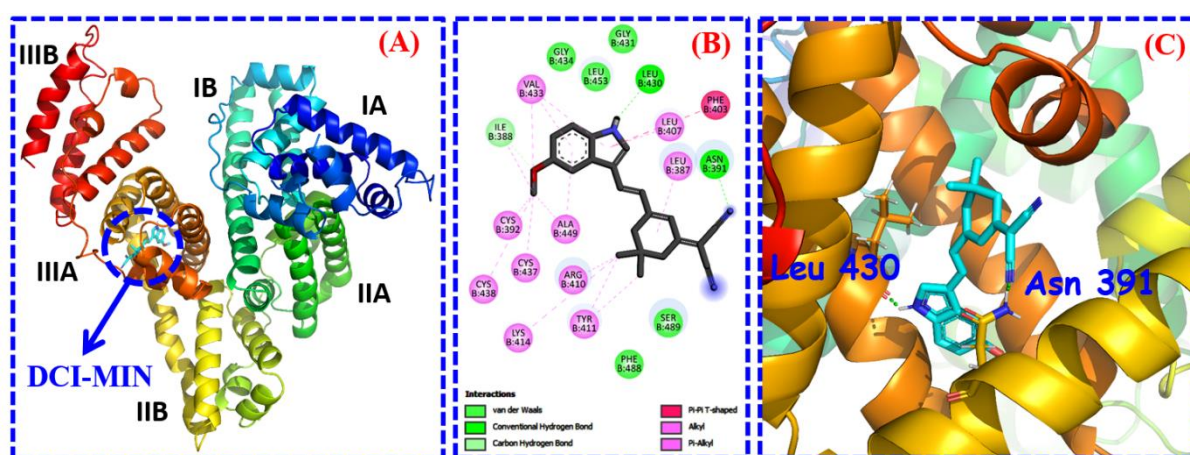 (A)
IIIB
IB
IA
IIIA
IIA
DCI-MIN
IIB
(B)
GLY
B:431
GLY
B:434
LEU
B:453
LEU
B:430
VAL
B:433
PHE
B:403
LEU
B:407
ILE
B:388
LEU
B:387
ASN
B:391
CYS
B:392
ALA
B:449
CYS
B:437
ARG
B:410
CYS
B:438
LYS
B:414
TYR
B:411
SER
B:489
PHE
B:488
Interactions
van der Waals
Conventional Hydrogen Bond
Carbon Hydrogen Bond
Pi-Pi T-shaped
Alkyl
Pi-Alkyl
(C)
Leu 430
Asn 391